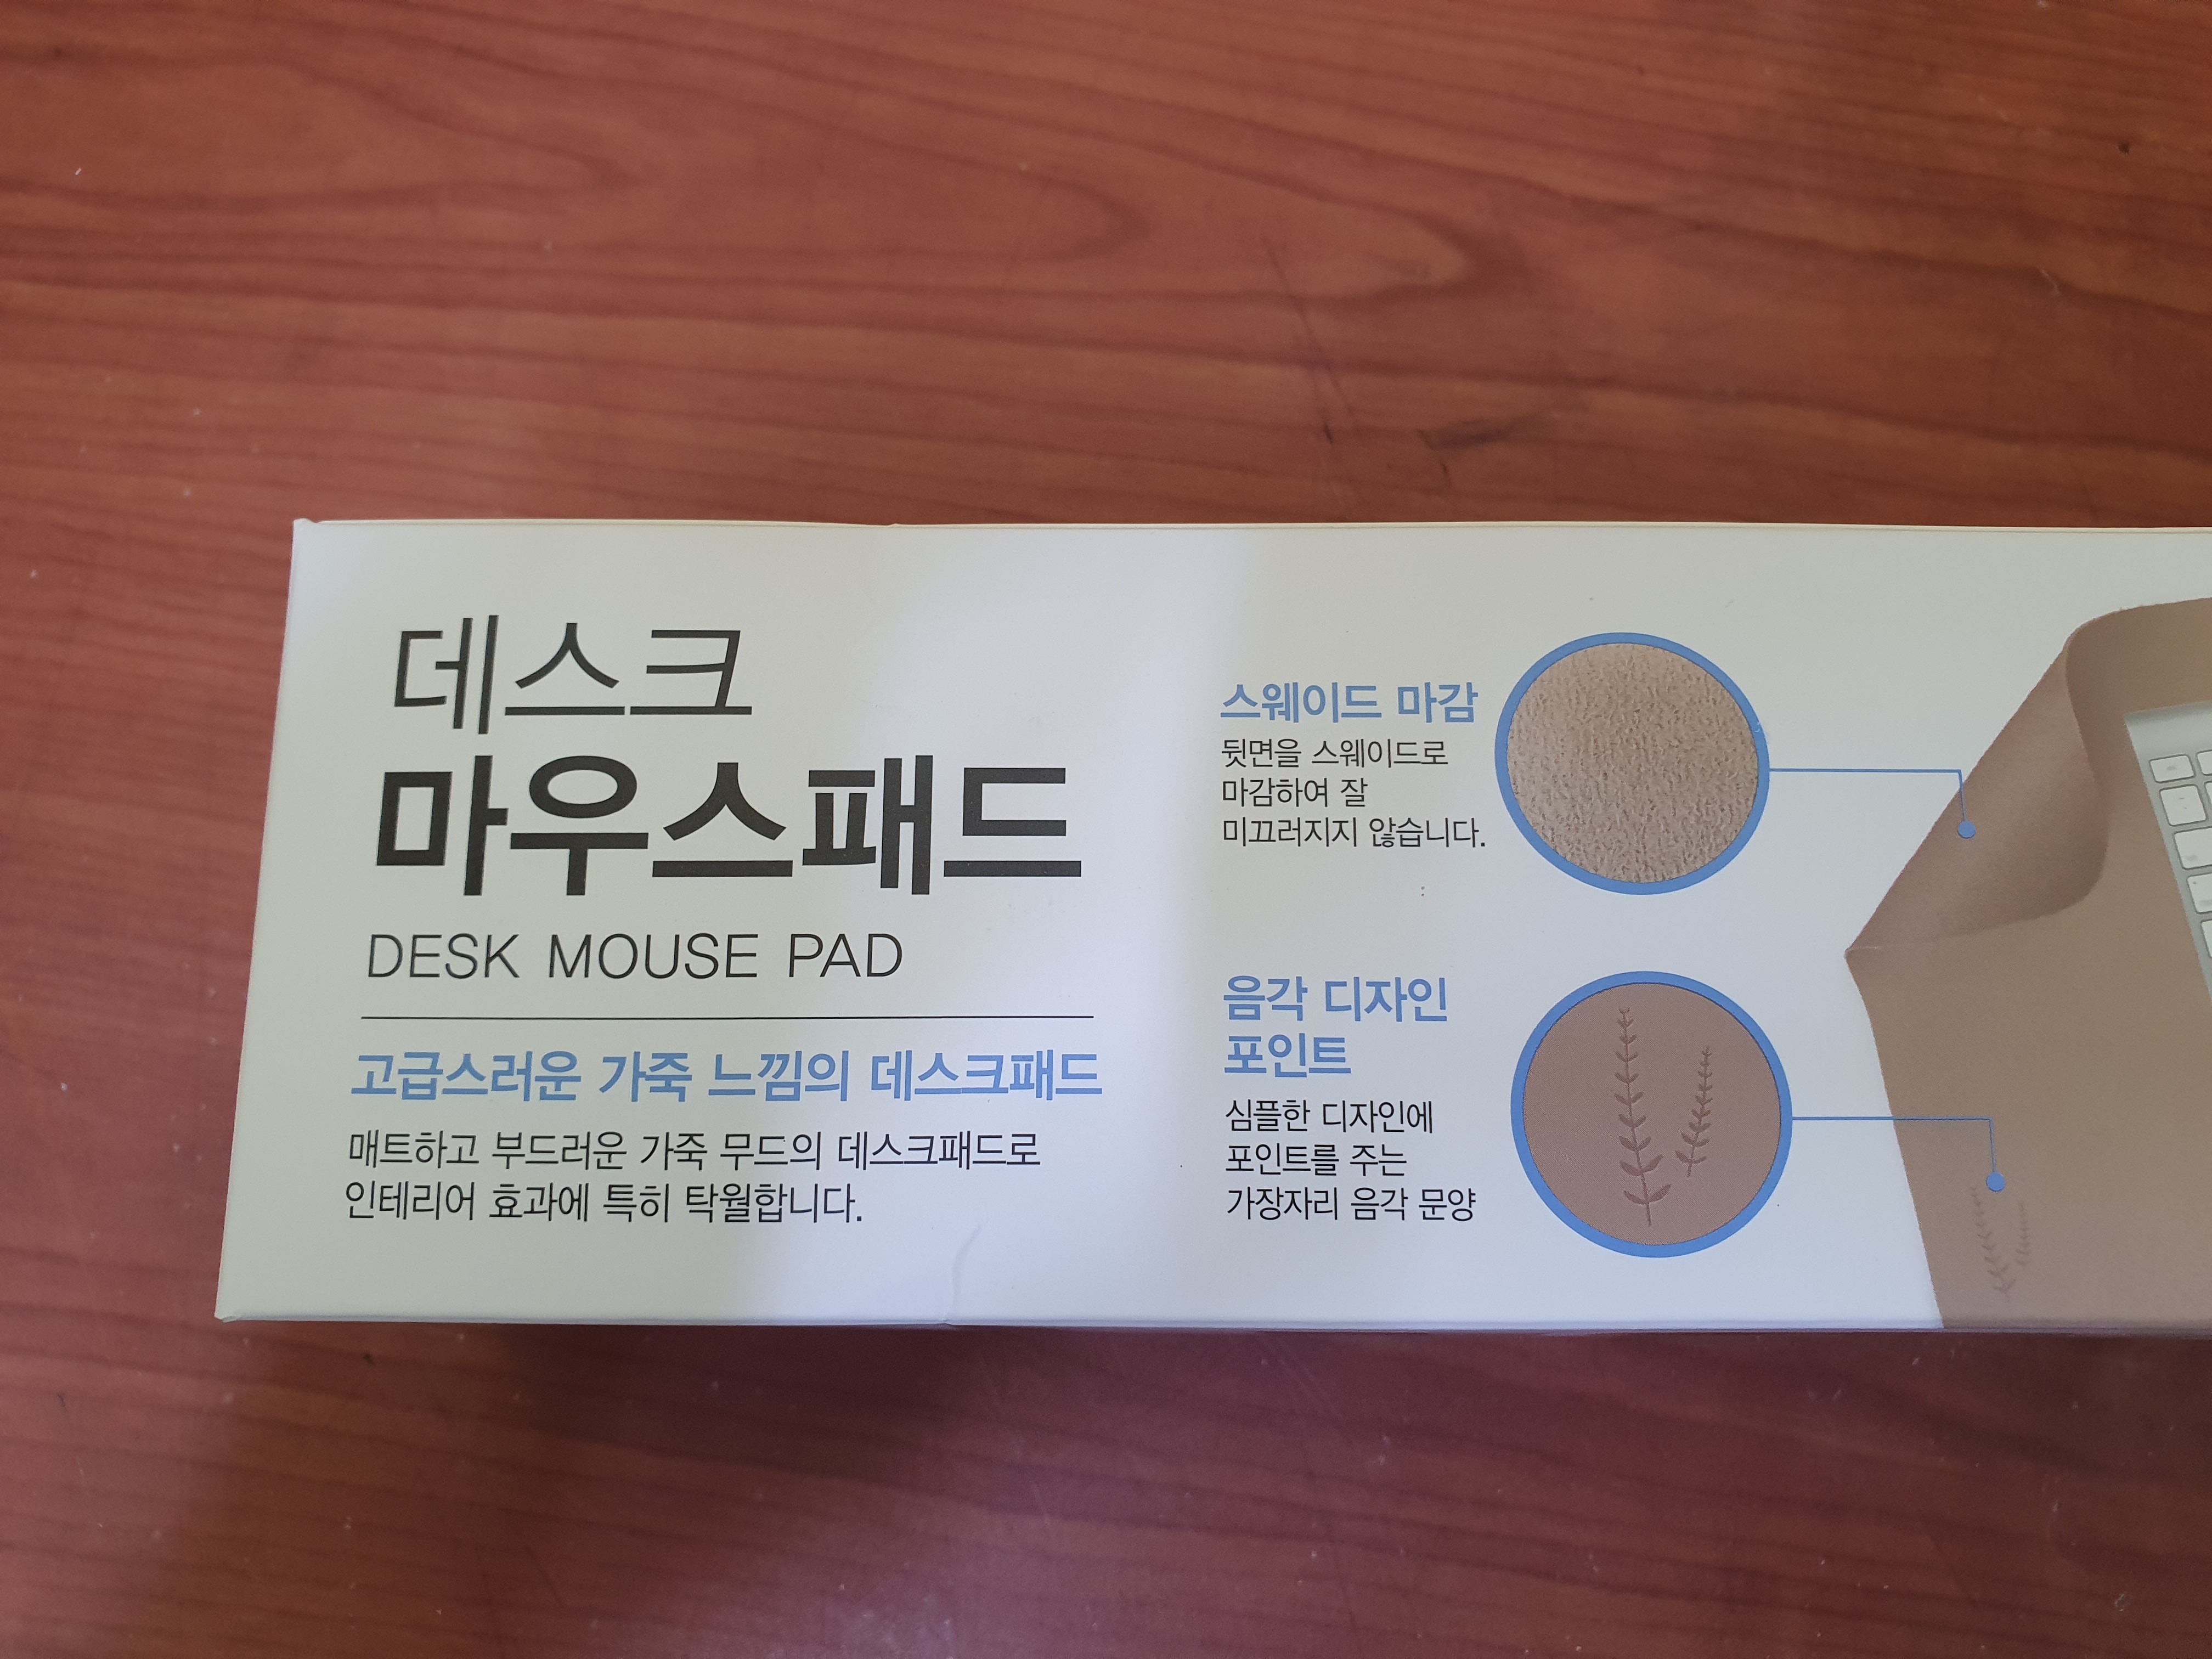 데스크
마우스패드
DESK MOUSE PAD
고급스러운 가죽 느낌의 데스크패드
매트하고 부드러운 가죽 무드의 데스크패드로
인테리어 효과에 특히 탁월합니다.
스웨이드 마감
뒷면을 스웨이드로
마감하여 잘
미끄러지지 않습니다.
음각 디자인
포인트
심플한 디자인에
포인트를 주는
가장자리 음각 문양